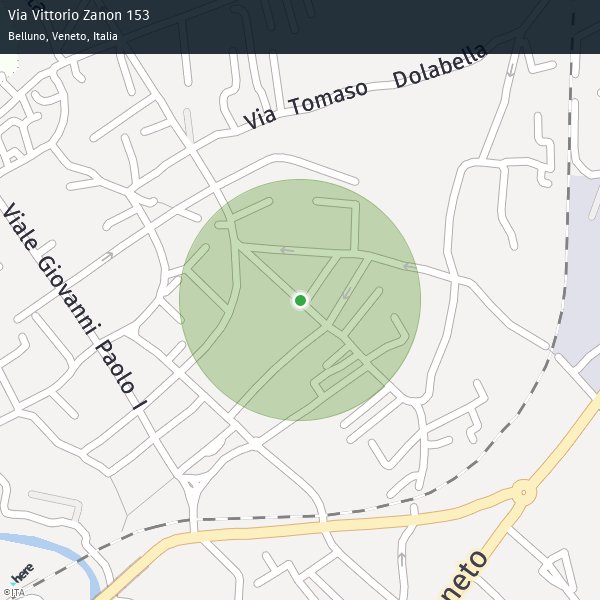 Via Vittorio Zanon 153
Belluno, Veneto, Italia
Via Tomaso Dolabella
Viale Giovanni Paolo I
neto
here
©ITA